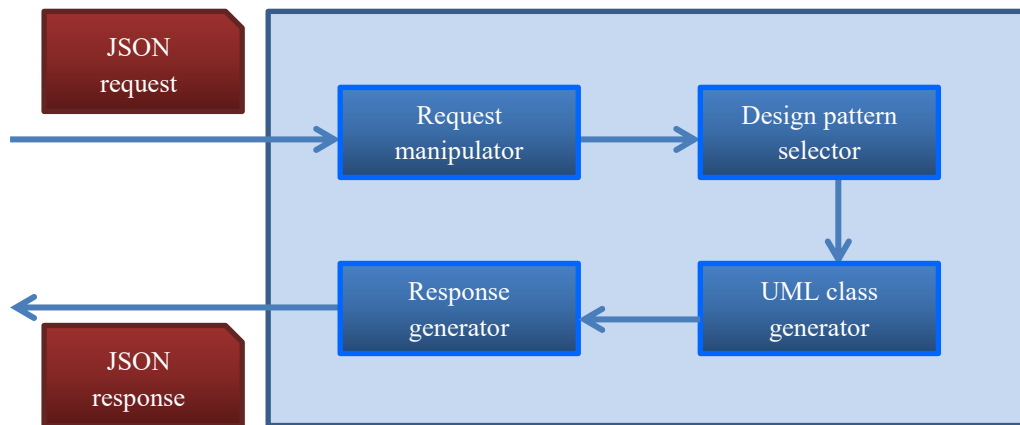 JSON
request
Request
manipulator
Design pattern
selector
Response
generator
UML class
generator
JSON
response